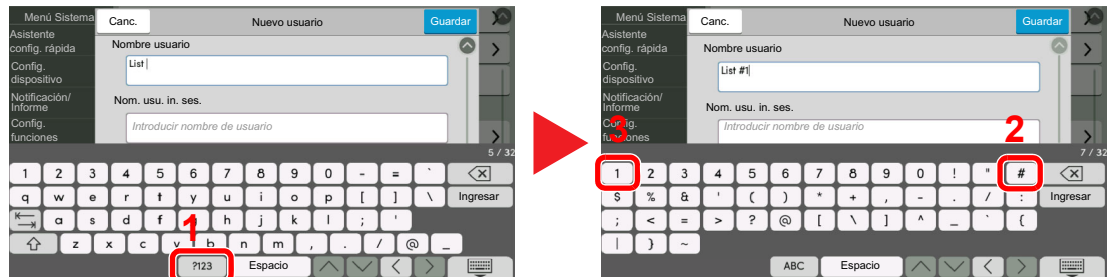 Menú Sistema
Canc.
Nuevo usuario
Guardar
Asistente
config. rápida
Nombre usuario
List
Config.
dispositivo
Notificación/
Informe
Nom. usu. in. ses.
Config.
funciones
Introducir nombre de usuario
5 / 32
1 2 3 4 5 6 7 8 9 0 - = `
q w e r t y u i o p [ ] \ Ingresar
a s d f g h j k l ; '
1
z x c v b n m , . / @ _
?123 Espacio
Menú Sistema
Canc.
Nuevo usuario
Guardar
Asistente
config. rápida
Nombre usuario
List #1
Config.
dispositivo
Notificación/
Informe
Nom. usu. in. ses.
Config.
funciones
Introducir nombre de usuario
3
2
7 / 32
1 2 3 4 5 6 7 8 9 0 ! " #
$ % & ' ( ) * + , - . / : Ingresar
; < = > ? @ [ \ ] ^ _ ` {
| } ~
ABC Espacio